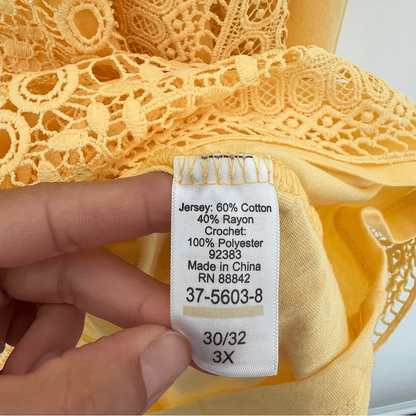 Jersey: 60% Cotton
40% Rayon
Crochet:
100% Polyester
92383
Made in China
RN 88842
37-5603-8
30/32
3X